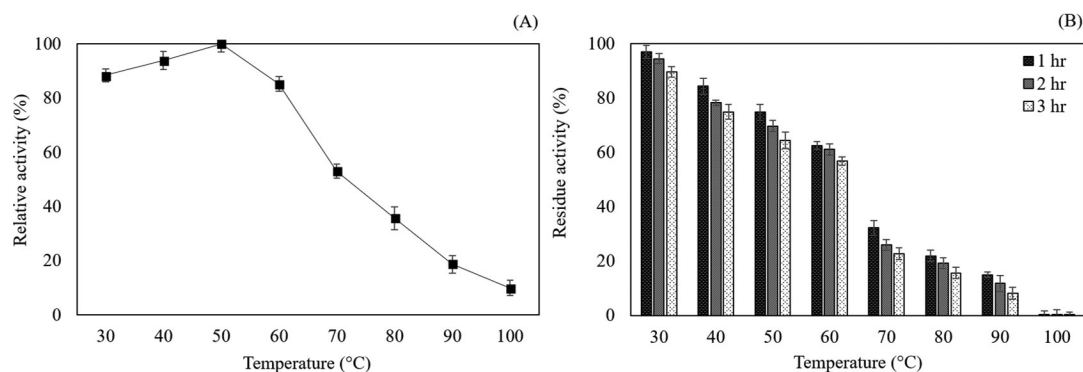 (A)
Relative activity (%)
100
80
60
40
20
0
30 40 50 60 70 80 90 100
Temperature (°C)
(B)
Residue activity (%)
100
80
60
40
20
0
1 hr
2 hr
3 hr
30 40 50 60 70 80 90 100
Temperature (°C)